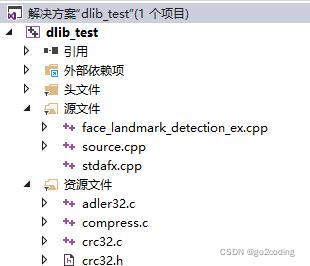 解决方案"dlib_test"(1 个项目)
dlib_test
引用
外部依赖项
头文件
源文件
face_landmark_detection_ex.cpp
source.cpp
stdafx.cpp
资源文件
adler32.c
compress.c
crc32.c
crc32.h
CSDN @go2coding